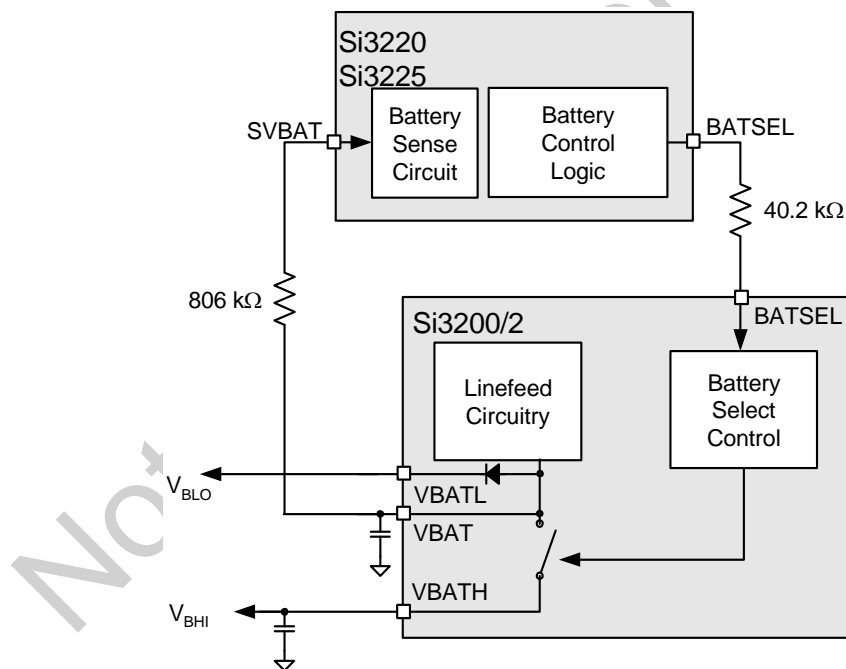 Si3220
Si3225
SVBAT
Battery
Sense
Circuit
Battery
Control
Logic
BATSEL
40.2 kΩ
806 kΩ
Si3200/2
BATSEL
Linefeed
Circuitry
Battery
Select
Control
VBLO
VBATL
VBAT
VBATH
VBHI
Not